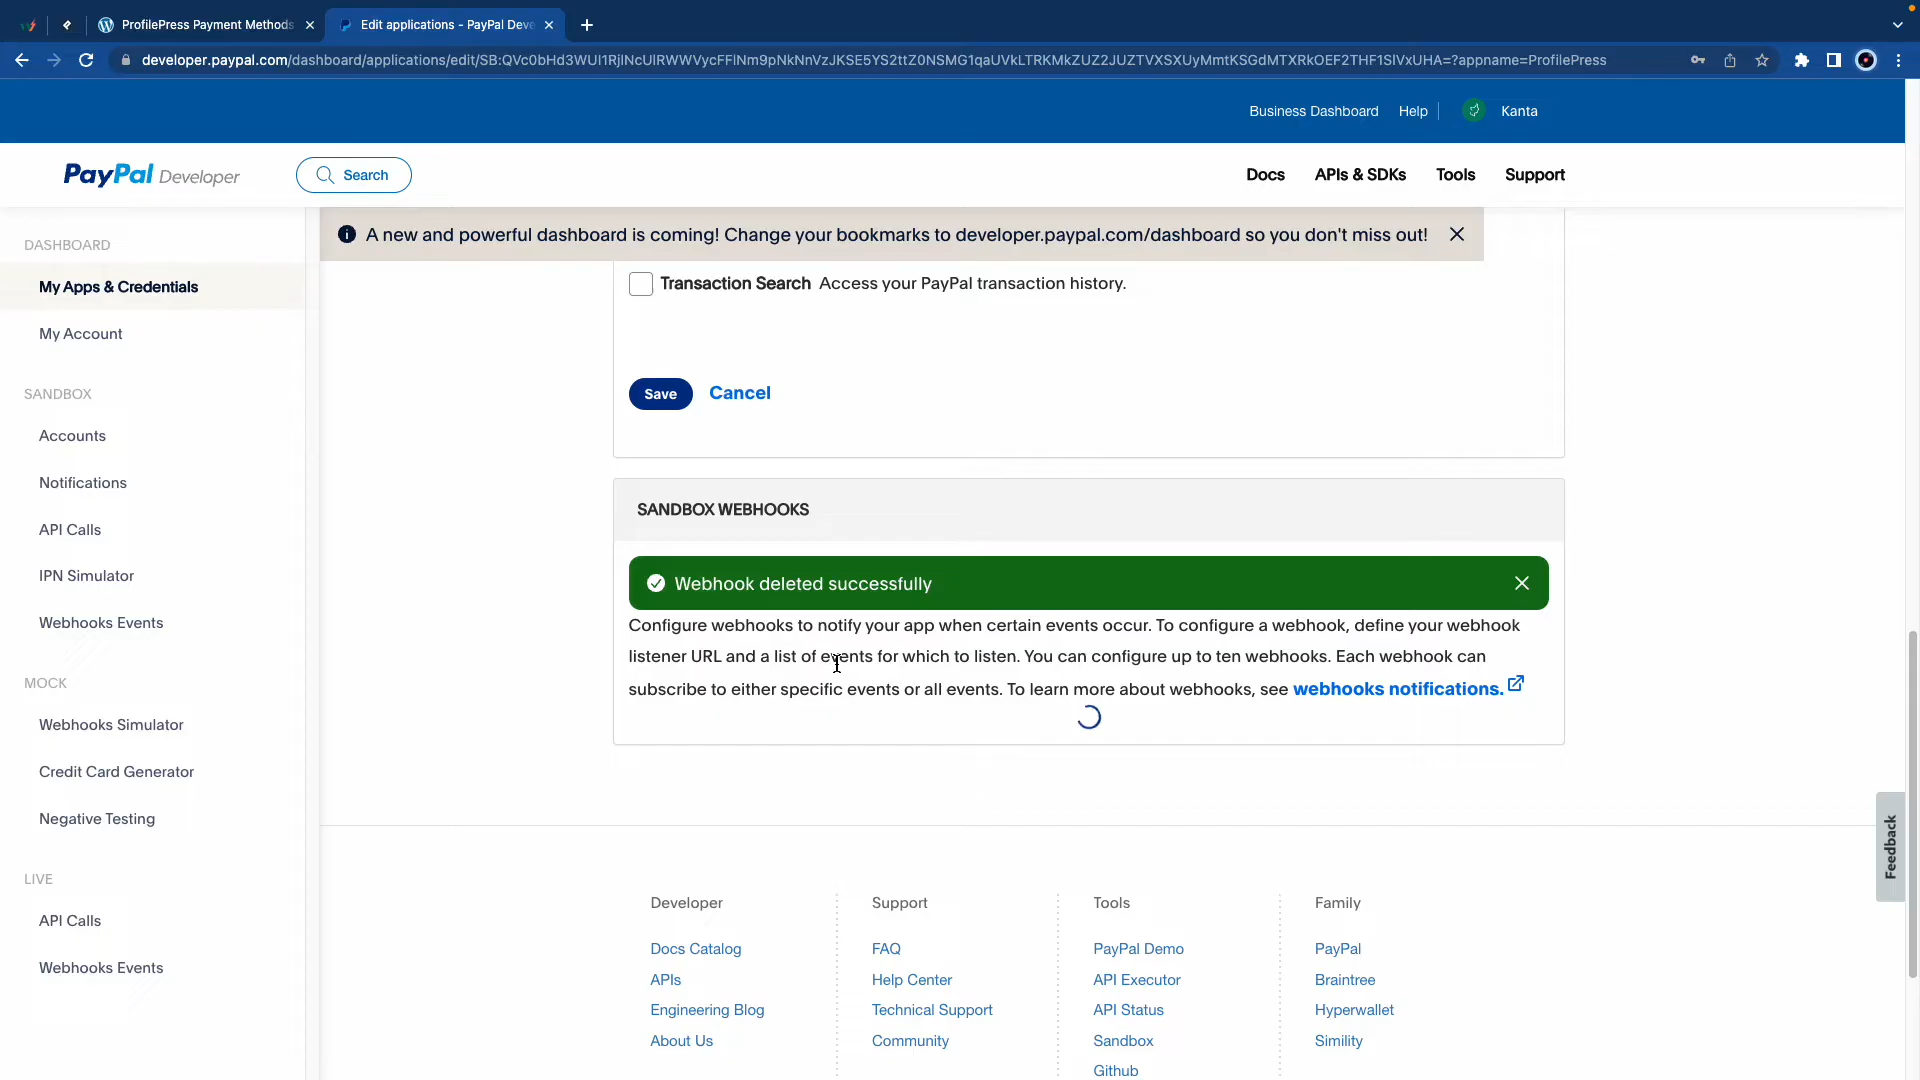 ProfilePress Payment Methods
Edit applications - PayPal Deve
developer.paypal.com/dashboard/applications/edit/
?appname=ProfilePress
Business Dashboard
Help
Kanta
PayPal Developer
Search
Docs
APIs & SDKs
Tools
Support
A new and powerful dashboard is coming! Change your bookmarks to developer.paypal.com/dashboard so you don't miss out!
DASHBOARD
My Apps & Credentials
My Account
SANDBOX
Accounts
Notifications
API Calls
IPN Simulator
Webhooks Events
MOCK
Webhooks Simulator
Credit Card Generator
Negative Testing
LIVE
API Calls
Webhooks Events
Transaction Search Access your PayPal transaction history.
Save
Cancel
SANDBOX WEBHOOKS
Webhook deleted successfully
Configure webhooks to notify your app when certain events occur. To configure a webhook, define your webhook
listener URL and a list of events for which to listen. You can configure up to ten webhooks. Each webhook can
subscribe to either specific events or all events. To learn more about webhooks, see webhooks notifications.
Feedback
Developer
Docs Catalog
APIs
Engineering Blog
About Us
Support
FAQ
Help Center
Technical Support
Community
Tools
PayPal Demo
API Executor
API Status
Sandbox
Github
Family
PayPal
Braintree
Hyperwallet
Simility